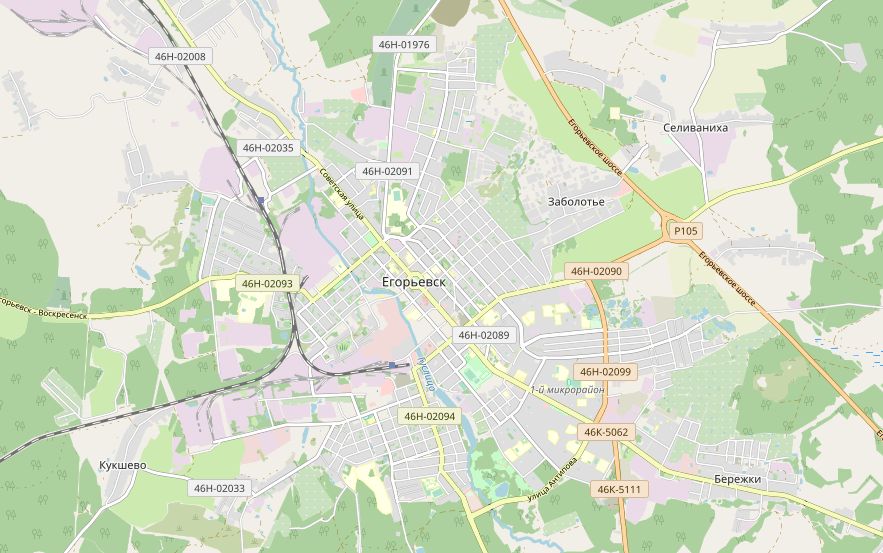 46Н-01976
46Н-02008
Егорьевское шоссе
Селиваниха
46Н-02035
46Н-02091
Советская улица
Заболотье
Р105
Егорьевское шоссе
46Н-02090
Егорьевск
46Н-02093
Егорьевск - Воскресенск
46Н-02089
Гуслица
46Н-02099
1-й микрорайон
46Н-02094
46К-5062
Кукшево
улица Антипова
Бережки
46Н-02033
46К-5111